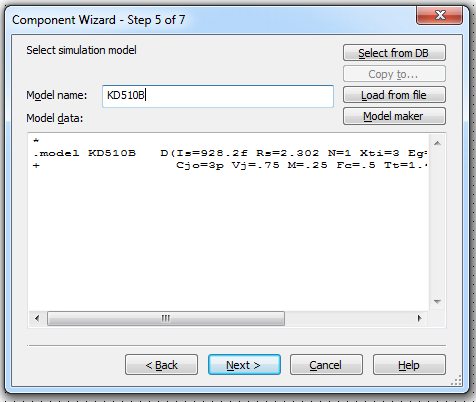 Component Wizard - Step 5 of 7
Select simulation model
Select from DB
Copy to...
Model name:
KD510B
Load from file
Model data:
Model maker
*
.model KD510B D(Is=928.2f Rs=2.302 N=1 Xti=3 Eg=
+ Cjo=3p Vj=.75 M=.25 Fc=.5 Tt=1.
< Back
Next >
Cancel
Help